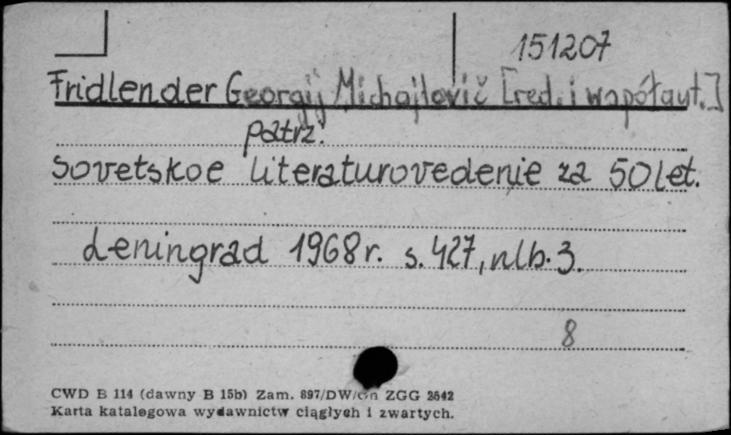 151207
Fridlender Georgij Michajlovič [red. i współaut.]
patrz:
Sovetskoe literaturovedenie za 50 let.
Leningrad 1968 r. s. 427, nlb. 3.
8
CWD B 114 (dawny B 15b) Zam. 897/DW/Gn ZGG 2642
Karta katalogowa wydawnictw ciągłych i zwartych.